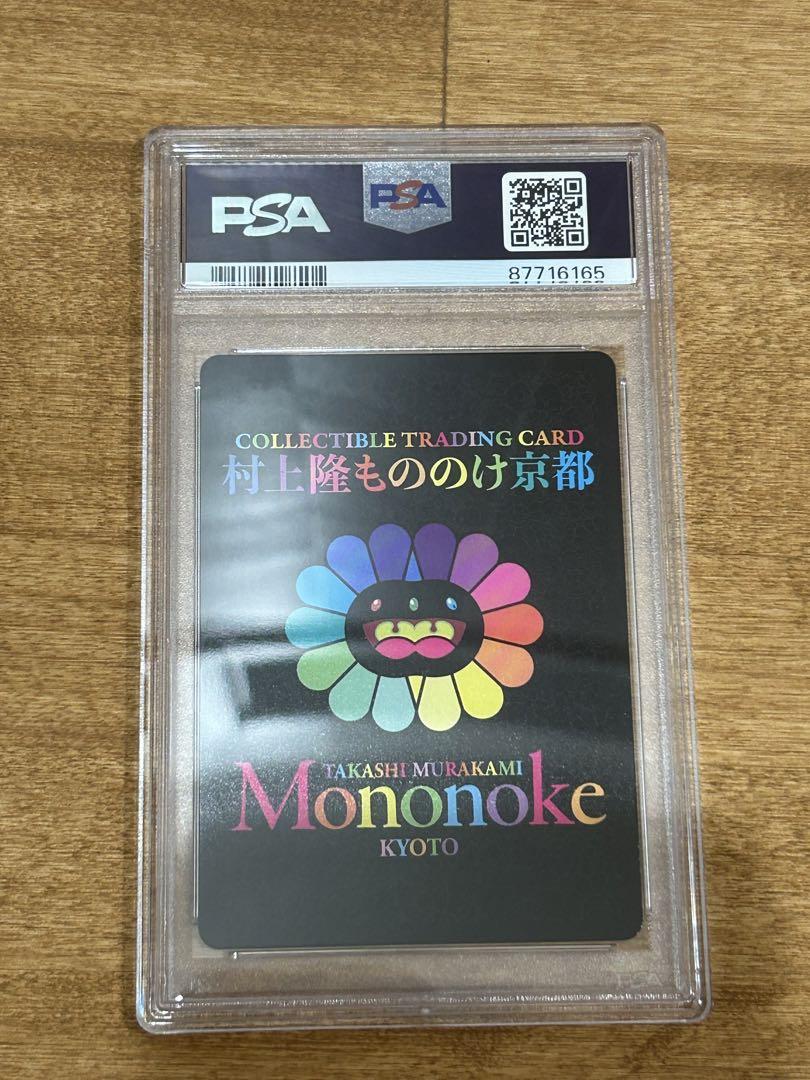 PSA
PSA
87716165
COLLECTIBLE TRADING CARD
村上隆もののけ京都
TAKASHI MURAKAMI
Mononoke
KYOTO
PSA